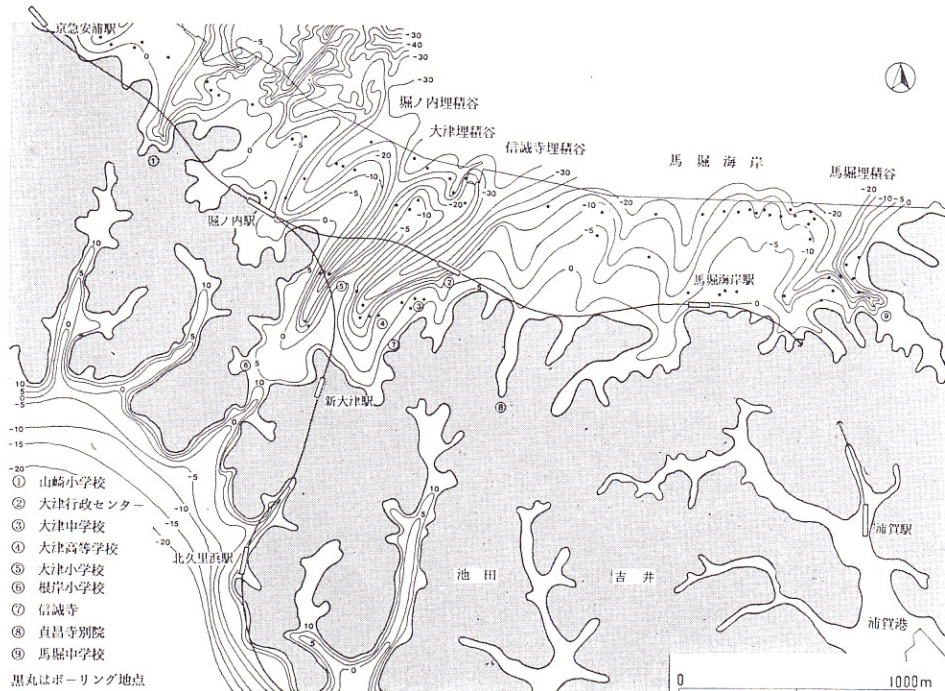 京急安浦駅
堀ノ内埋積谷
大津埋積谷
信誠寺埋積谷
馬堀海岸
馬堀埋積谷
堀ノ内駅
馬堀海岸駅
新大津駅
北久里浜駅
池田
吉井
浦賀駅
浦賀港
① 山崎小学校
② 大津行政センター
③ 大津中学校
④ 大津高等学校
⑤ 大津小学校
⑥ 根岸小学校
⑦ 信誠寺
⑧ 貞昌寺別院
⑨ 馬堀中学校
黒丸はボーリング地点
0 1000m